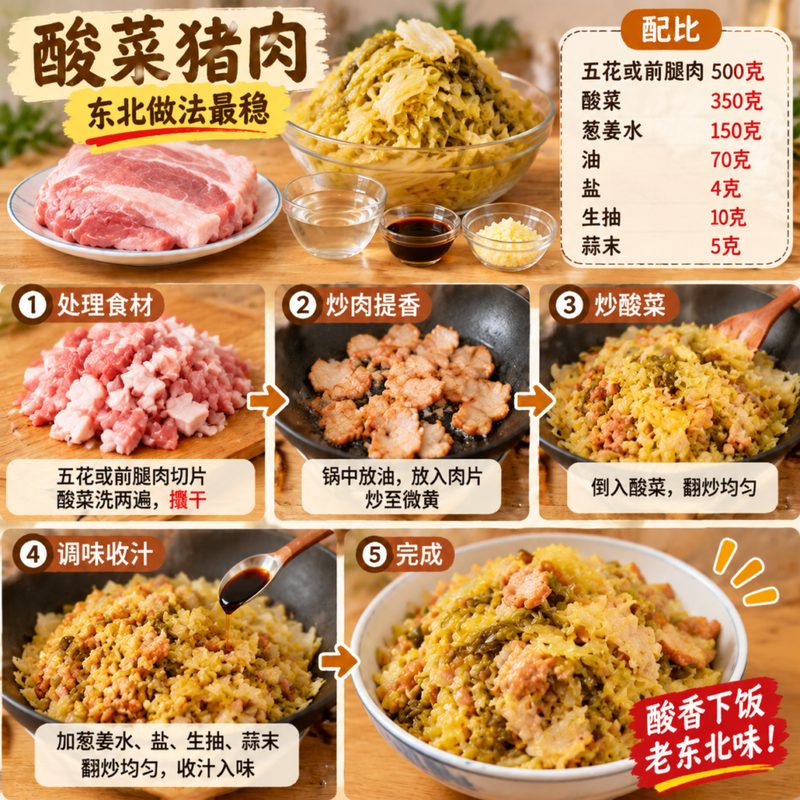 酸菜猪肉
东北做法最稳
配比
五花或前腿肉 500克
酸菜 350克
葱姜水 150克
油 70克
盐 4克
生抽 10克
蒜末 5克
1 处理食材
五花或前腿肉切片
酸菜洗两遍，攥干
2 炒肉提香
锅中放油，放入肉片
炒至微黄
3 炒酸菜
倒入酸菜，翻炒均匀
4 调味收汁
加葱姜水、盐、生抽、蒜末
翻炒均匀，收汁入味
5 完成
酸香下饭
老东北味！